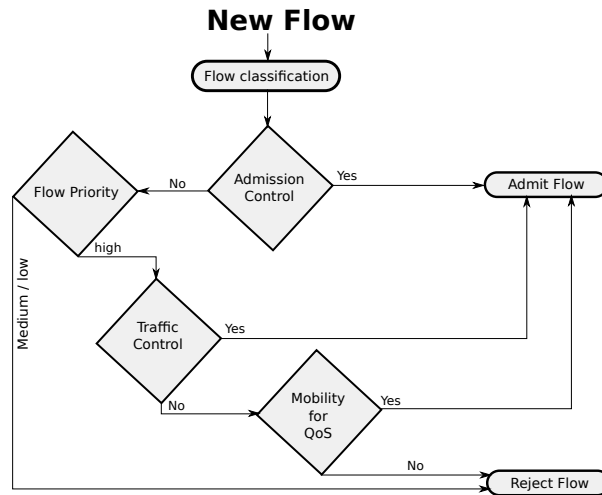 New Flow
Flow classification
Admission
Control
Yes
Admit Flow
No
Flow Priority
high
Medium / low
Traffic
Control
Yes
No
Mobility
for
QoS
Yes
No
Reject Flow